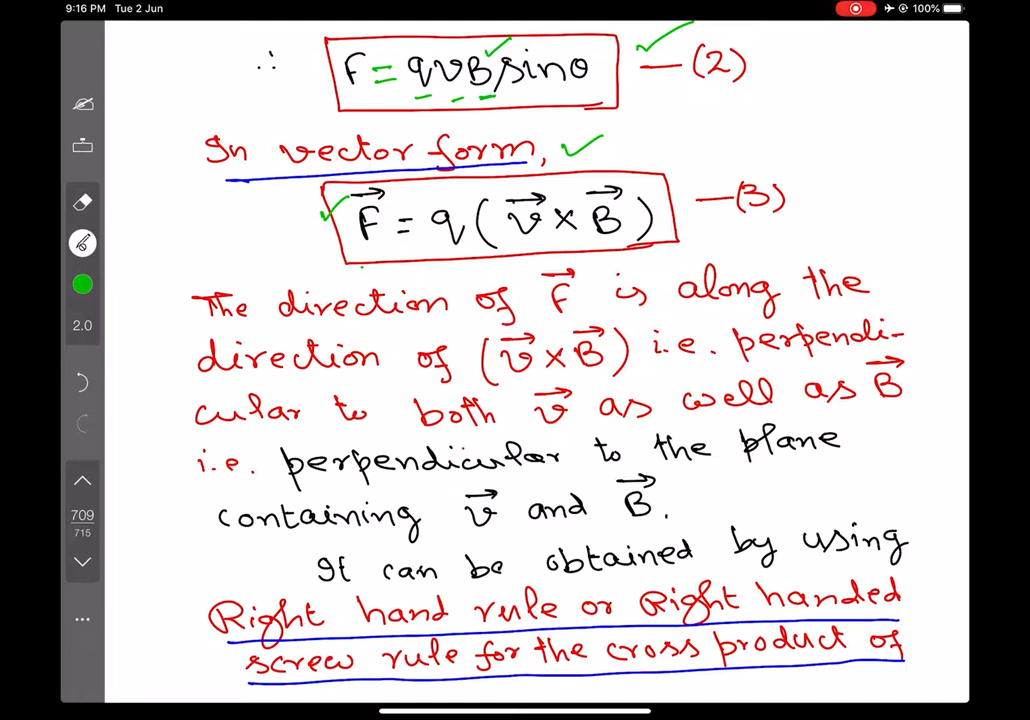 9:16 PM Tue 2 Jun
100%
∴ F = qvB sinθ —(2)
In vector form,
F⃗ = q(v⃗ × B⃗) —(3)
The direction of F⃗ is along the
direction of (v⃗ × B⃗) i.e. perpendi-
cular to both v⃗ as well as B⃗
i.e. perpendicular to the plane
containing v⃗ and B⃗.
It can be obtained by using
Right hand rule or Right handed
screw rule for the cross product of
2.0
709
715